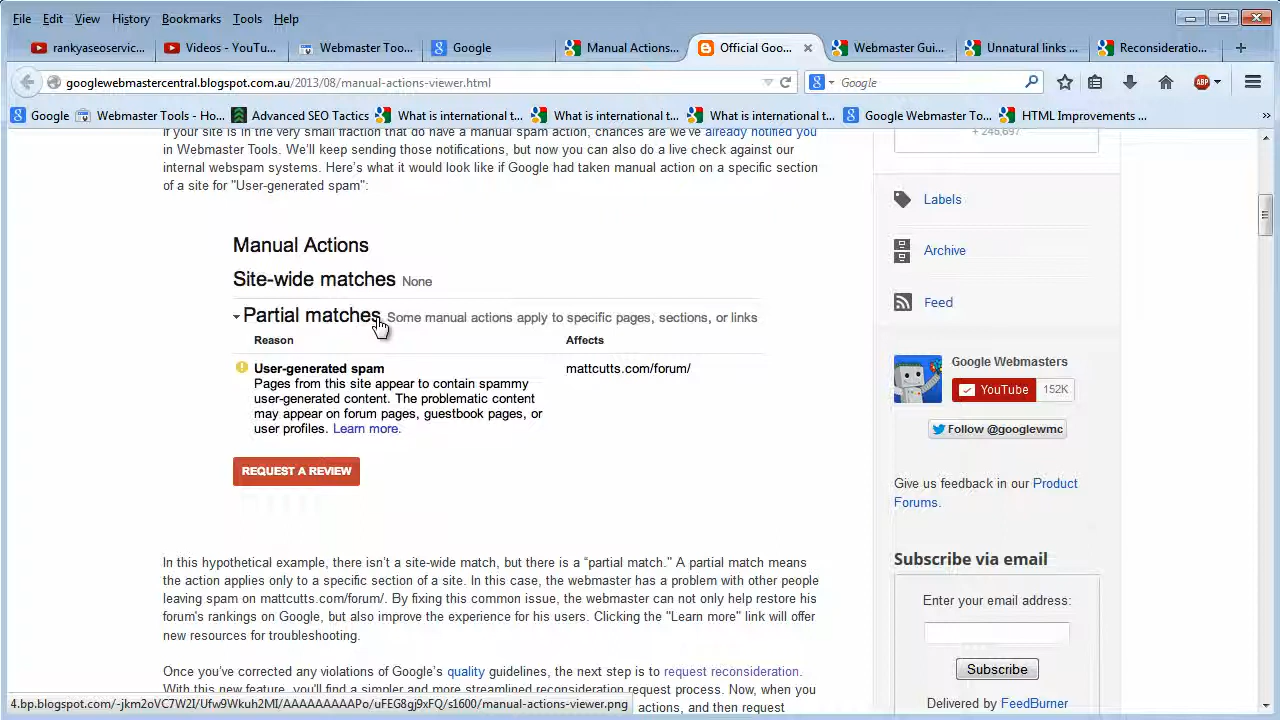 File Edit View History Bookmarks Tools Help
rankyaseoservic... Videos - YouTu... Webmaster Too... Google Manual Actions... Official Goo... Webmaster Gui... Unnatural links ... Reconsideratio...
googlewebmastercentral.blogspot.com.au/2013/08/manual-actions-viewer.html Google ABP
Google Webmaster Tools - Ho... Advanced SEO Tactics What is international t... What is international t... What is international t... Google Webmaster To... HTML Improvements ... »
If your site is in the very small fraction that do have a manual spam action, chances are we've already notified you
in Webmaster Tools. We'll keep sending those notifications, but now you can also do a live check against our
internal webspam systems. Here's what it would look like if Google had taken manual action on a specific section
of a site for "User-generated spam":
Manual Actions
Site-wide matches None
Partial matches Some manual actions apply to specific pages, sections, or links
Reason Affects
User-generated spam mattcutts.com/forum/
Pages from this site appear to contain spammy
user-generated content. The problematic content
may appear on forum pages, guestbook pages, or
user profiles. Learn more.
REQUEST A REVIEW
In this hypothetical example, there isn't a site-wide match, but there is a "partial match." A partial match means
the action applies only to a specific section of a site. In this case, the webmaster has a problem with other people
leaving spam on mattcutts.com/forum/. By fixing this common issue, the webmaster can not only help restore his
forum's rankings on Google, but also improve the experience for his users. Clicking the "Learn more" link will offer
new resources for troubleshooting.
Once you've corrected any violations of Google's quality guidelines, the next step is to request reconsideration.
With this new feature, you'll find a simpler and more streamlined reconsideration request process. Now, when you
actions, and then request
4.bp.blogspot.com/-jkm2oVC7W2I/Ufw9Wkuh2MI/AAAAAAAAAPo/uFEG8gj9xFQ/s1600/manual-actions-viewer.png
+ 246,697
Labels
Archive
Feed
Google Webmasters
YouTube 152K
Follow @googlewmc
Give us feedback in our Product
Forums.
Subscribe via email
Enter your email address:
Subscribe
Delivered by FeedBurner